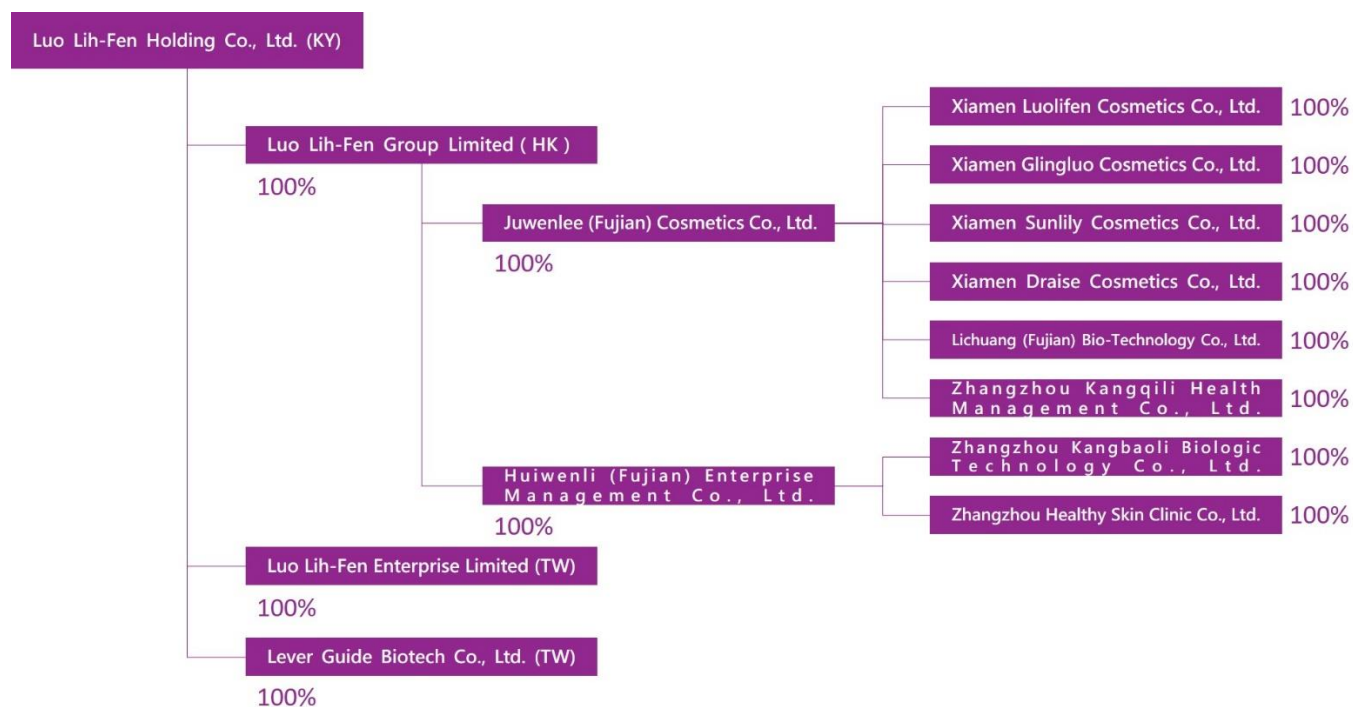 Luo Lih-Fen Holding Co., Ltd. (KY)
Luo Lih-Fen Group Limited ( HK )
100%
Juwenlee (Fujian) Cosmetics Co., Ltd.
100%
Xiamen Luolifen Cosmetics Co., Ltd. 100%
Xiamen Glingluo Cosmetics Co., Ltd. 100%
Xiamen Sunlily Cosmetics Co., Ltd. 100%
Xiamen Draise Cosmetics Co., Ltd. 100%
Lichuang (Fujian) Bio-Technology Co., Ltd. 100%
Zhangzhou Kangqili Health
Management Co., Ltd. 100%
Huiwenli (Fujian) Enterprise
Management Co., Ltd.
100%
Zhangzhou Kangbaoli Biologic
Technology Co., Ltd. 100%
Zhangzhou Healthy Skin Clinic Co., Ltd. 100%
Luo Lih-Fen Enterprise Limited (TW)
100%
Lever Guide Biotech Co., Ltd. (TW)
100%